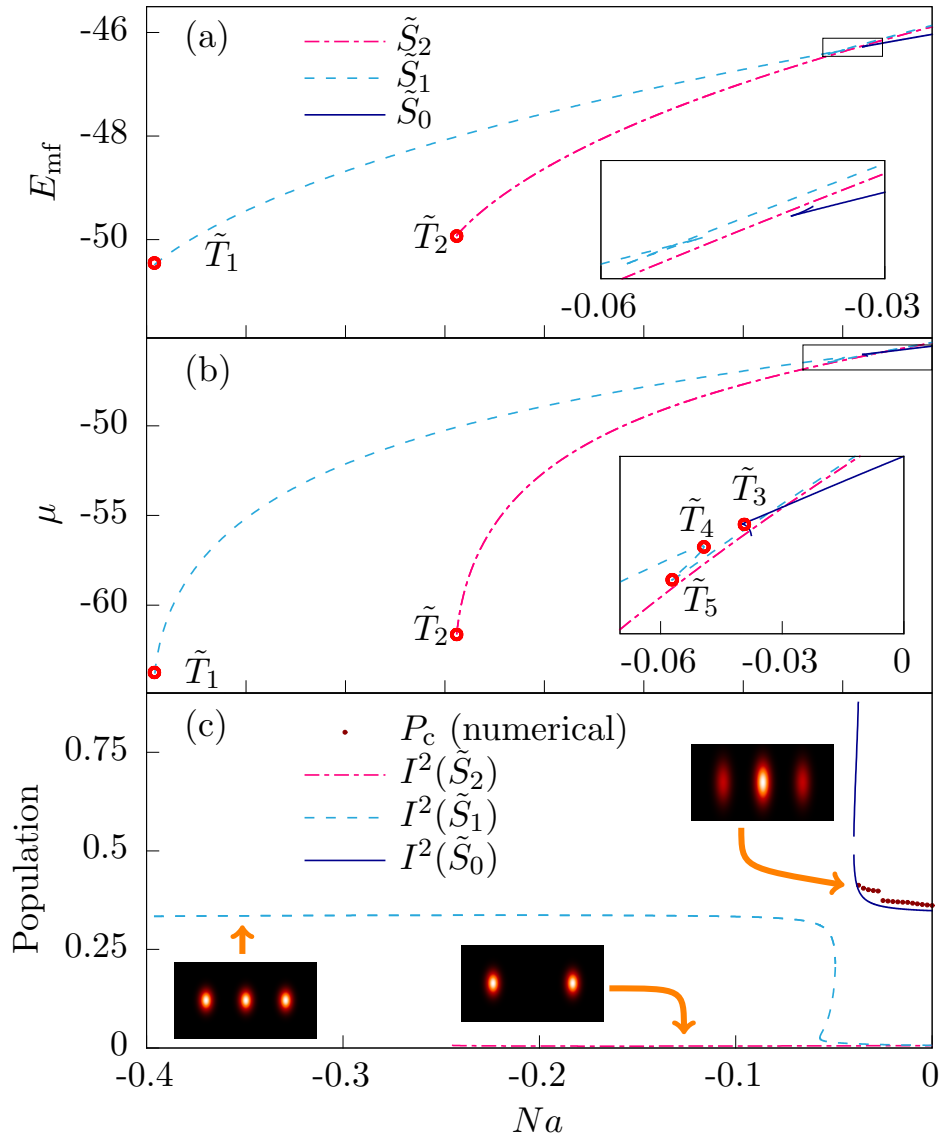 (a)
S̃₂
S̃₁
S̃₀
-46
-48
-50
E_mf
T̃₁
T̃₂
-0.06
-0.03
(b)
-50
-55
-60
μ
T̃₁
T̃₂
T̃₃
T̃₄
T̃₅
-0.06
-0.03
0
(c)
P_c (numerical)
I²(S̃₂)
I²(S̃₁)
I²(S̃₀)
0.75
0.5
0.25
0
Population
-0.4
-0.3
-0.2
-0.1
0
Na